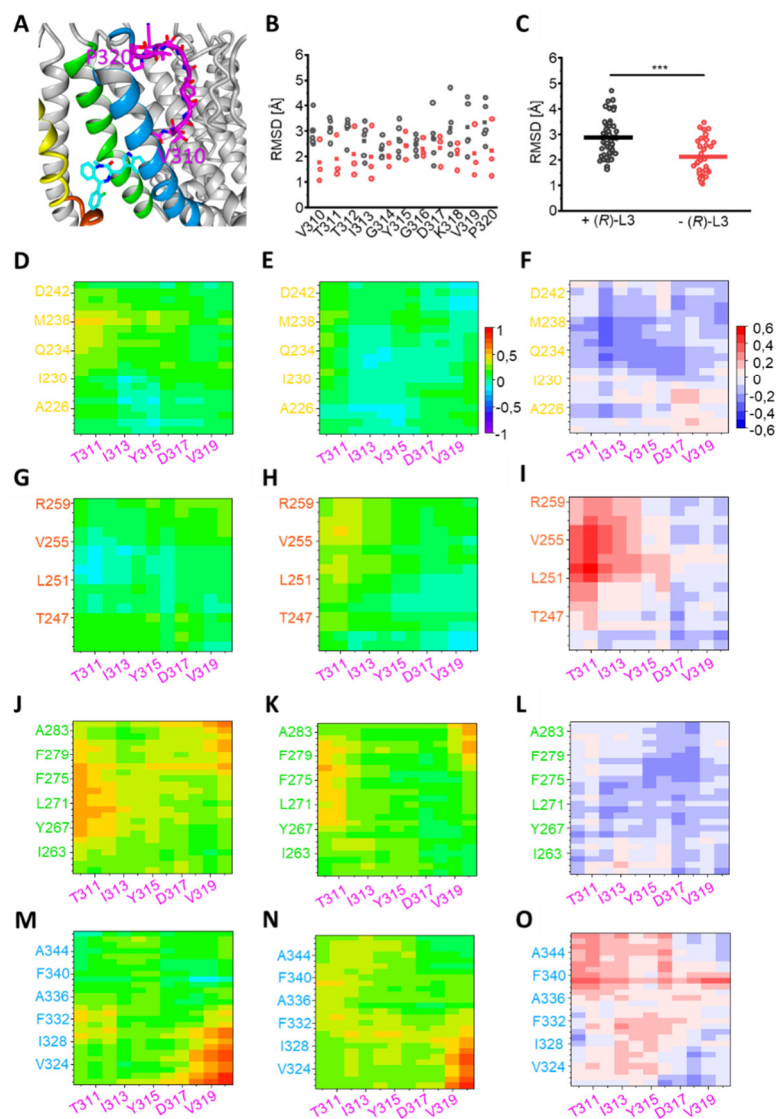 A
P320
V310
B
RMSD [Å]
6
5
4
3
2
1
0
V310
T311
T312
I313
G314
Y315
G316
D317
K318
V319
P320
C
RMSD [Å]
6
5
4
3
2
1
0
***
+ (R)-L3
- (R)-L3
D
D242
M238
Q234
I230
A226
T311
I313
Y315
D317
V319
E
T311
I313
Y315
D317
V319
1
0,5
0
-0,5
-1
F
D242
M238
Q234
I230
A226
T311
I313
Y315
D317
V319
0,6
0,4
0,2
0
-0,2
-0,4
-0,6
G
R259
V255
L251
T247
T311
I313
Y315
D317
V319
H
R259
V255
L251
T247
T311
I313
Y315
D317
V319
I
R259
V255
L251
T247
T311
I313
Y315
D317
V319
J
A283
F279
F275
L271
Y267
I263
T311
I313
Y315
D317
V319
K
A283
F279
F275
L271
Y267
I263
T311
I313
Y315
D317
V319
L
A283
F279
F275
L271
Y267
I263
T311
I313
Y315
D317
V319
M
A344
F340
A336
F332
I328
V324
T311
I313
Y315
D317
V319
N
A344
F340
A336
F332
I328
V324
T311
I313
Y315
D317
V319
O
A344
F340
A336
F332
I328
V324
T311
I313
Y315
D317
V319